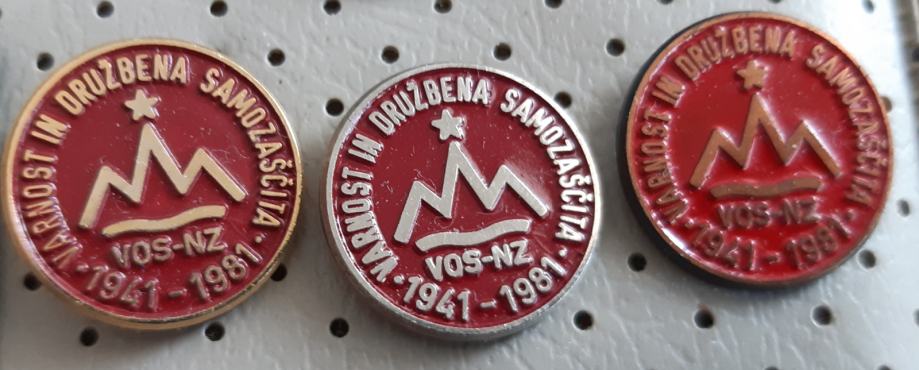 VARNOST IN DRUŽBENA SAMOZAŠČITA
VOS-NZ
1941-1981
VARNOST IN DRUŽBENA SAMOZAŠČITA
VOS-NZ
1941-1981
VARNOST IN DRUŽBENA SAMOZAŠČITA
VOS-NZ
1941-1981